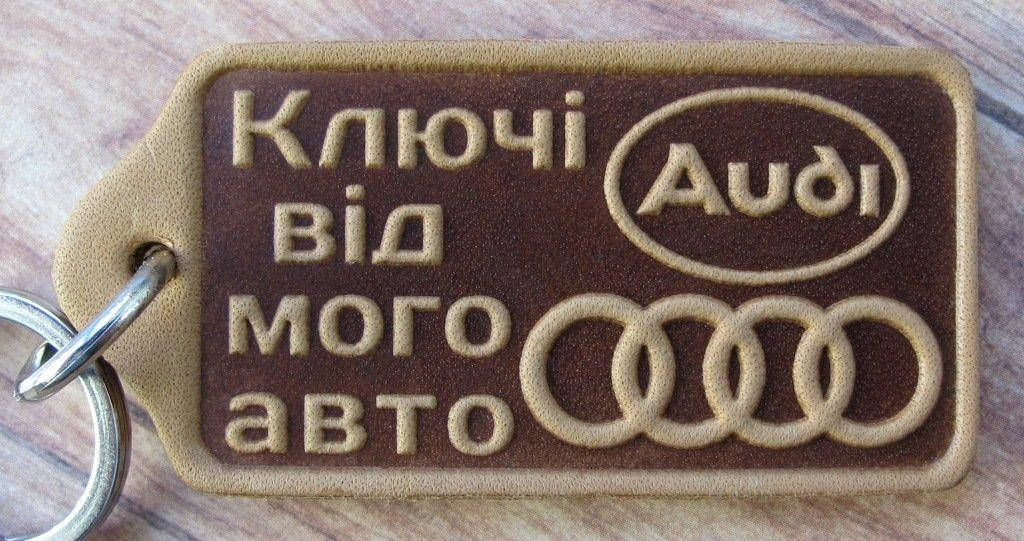 Ключі
від
мого
авто
Audi